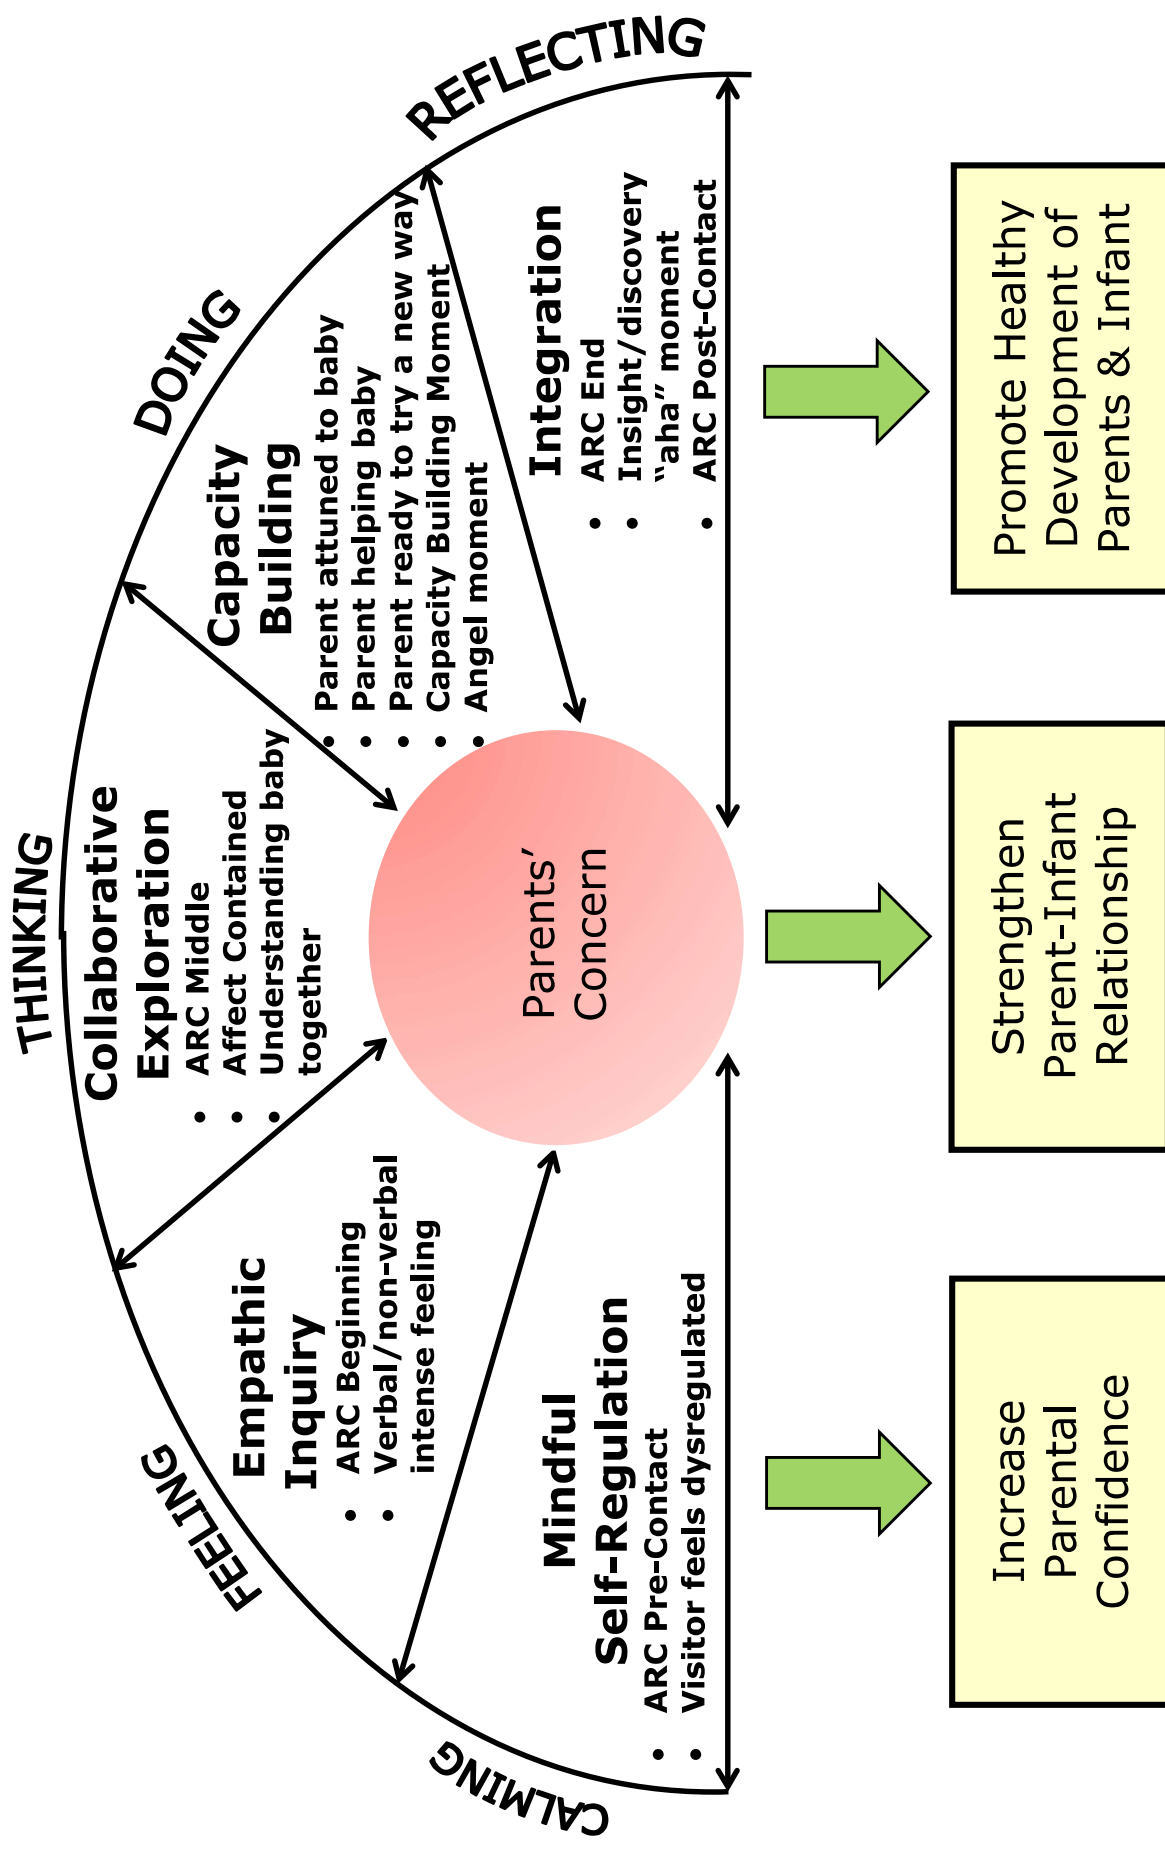 CALMING
Mindful
Self-Regulation
• ARC Pre-Contact
• Visitor feels dysregulated
FEELING
Empathic
Inquiry
• ARC Beginning
• Verbal/non-verbal
intense feeling
THINKING
Collaborative
Exploration
• ARC Middle
• Affect Contained
• Understanding baby
together
DOING
Capacity
Building
• Parent attuned to baby
• Parent helping baby
• Parent ready to try a new way
• Capacity Building Moment
• Angel moment
REFLECTING
Integration
• ARC End
• Insight/discovery
“aha” moment
• ARC Post-Contact
Parents’
Concern
Increase
Parental
Confidence
Strengthen
Parent-Infant
Relationship
Promote Healthy
Development of
Parents & Infant